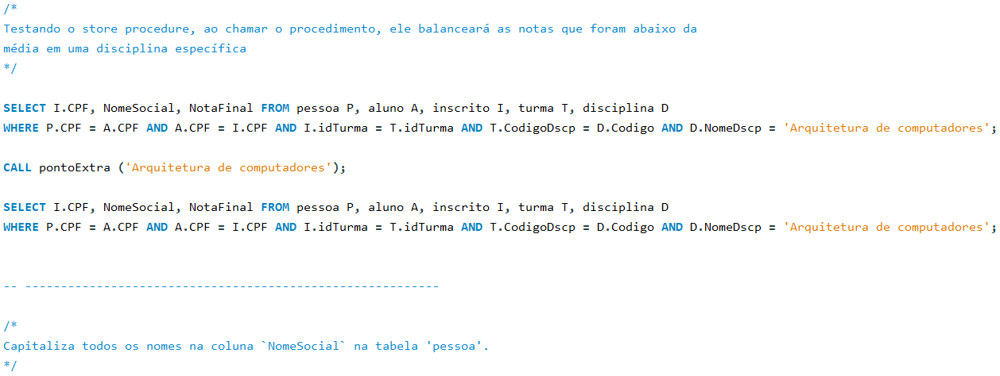 /*
Testando o store procedure, ao chamar o procedimento, ele balanceará as notas que foram abaixo da
média em uma disciplina específica
*/
SELECT I.CPF, NomeSocial, NotaFinal FROM pessoa P, aluno A, inscrito I, turma T, disciplina D
WHERE P.CPF = A.CPF AND A.CPF = I.CPF AND I.idTurma = T.idTurma AND T.CodigoDscp = D.Codigo AND D.NomeDscp = 'Arquitetura de computadores';
CALL pontoExtra ('Arquitetura de computadores');
SELECT I.CPF, NomeSocial, NotaFinal FROM pessoa P, aluno A, inscrito I, turma T, disciplina D
WHERE P.CPF = A.CPF AND A.CPF = I.CPF AND I.idTurma = T.idTurma AND T.CodigoDscp = D.Codigo AND D.NomeDscp = 'Arquitetura de computadores';
-- ----------------------------------------------------------
/*
Capitaliza todos os nomes na coluna `NomeSocial` na tabela 'pessoa'.
*/